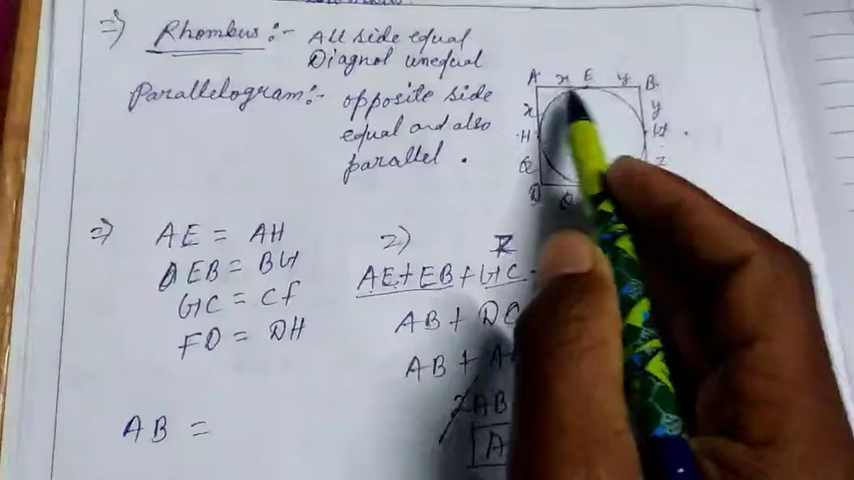 =) Rhombus :- All side equal
Diagnol unequal
Parallelogram :- opposite side
equal and also
parallel .
A x E y B
x y
H
D
=) AE = AH
EB = BG
GC = CF
FD = DH
AB =
2)
AE + EB + GC
AB + DC
AB +
2AB
A